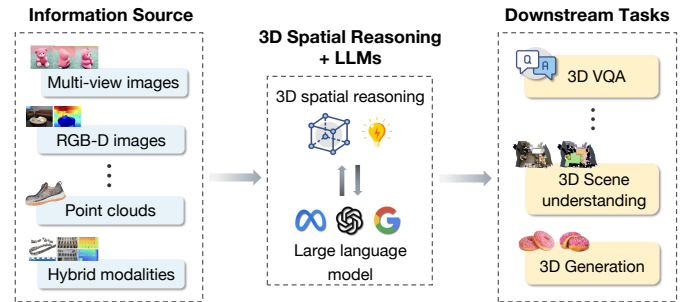 Information Source
Multi-view images
RGB-D images
Point clouds
Hybrid modalities
3D Spatial Reasoning
+ LLMs
3D spatial reasoning
Large language
model
Downstream Tasks
Q
A
3D VQA
3D Scene
understanding
3D Generation